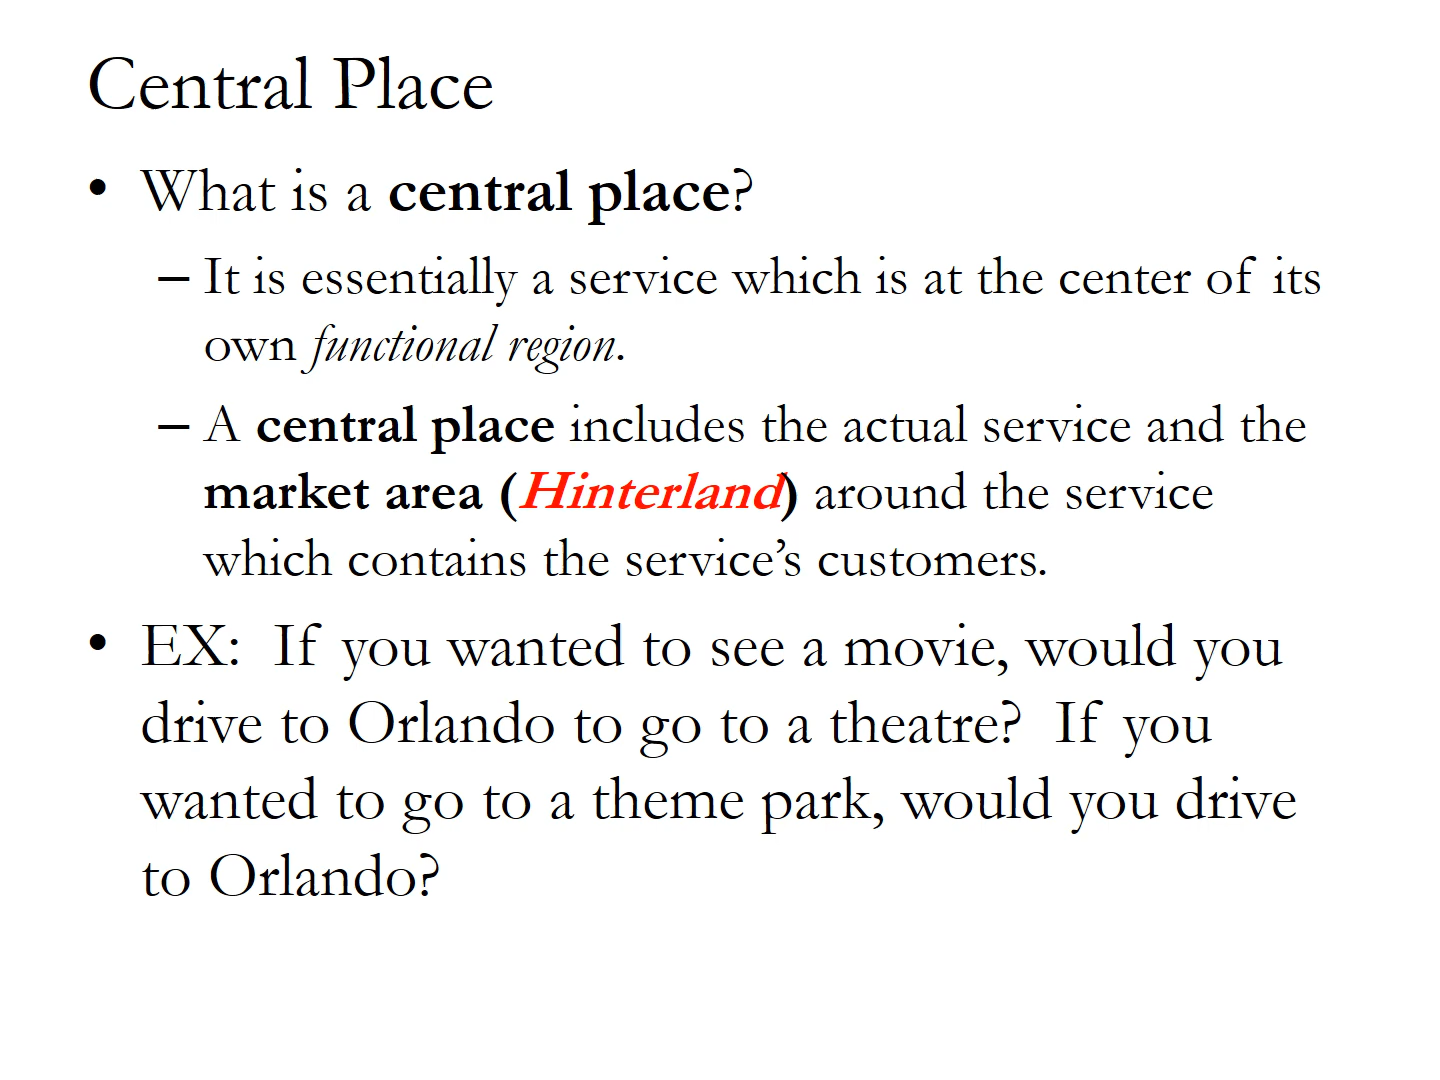 Central Place
• What is a central place?
– It is essentially a service which is at the center of its
own functional region.
– A central place includes the actual service and the
market area (Hinterland) around the service
which contains the service’s customers.
• EX:  If you wanted to see a movie, would you
drive to Orlando to go to a theatre?  If you
wanted to go to a theme park, would you drive
to Orlando?